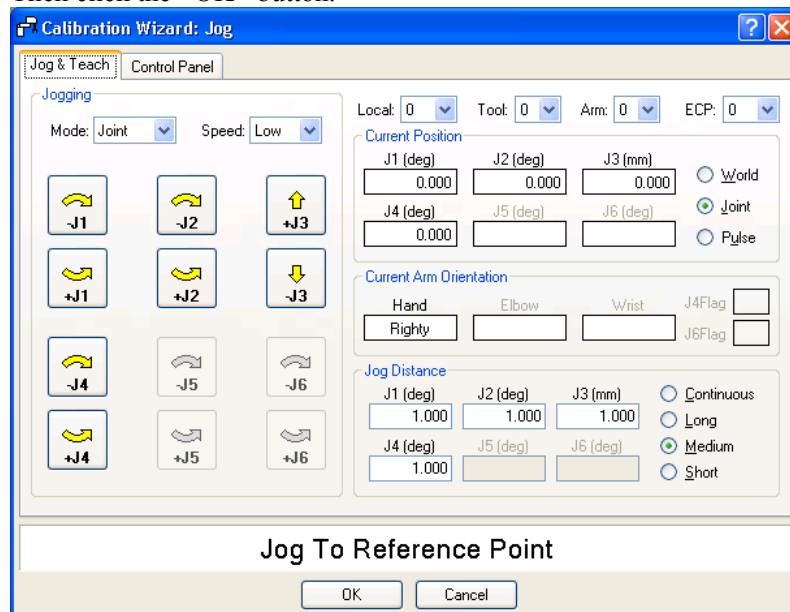 Then click the "OK" button.
Calibration Wizard: Jog
Jog & Teach Control Panel
Jogging
Mode: Joint Speed: Low
-J1 -J2 +J3
+J1 +J2 -J3
-J4 -J5 -J6
+J4 +J5 +J6
Local: 0 Tool: 0 Arm: 0 ECP: 0
Current Position
J1 (deg) J2 (deg) J3 (mm)
0.000 0.000 0.000
J4 (deg) J5 (deg) J6 (deg)
0.000
World
Joint
Pulse
Current Arm Orientation
Hand Elbow Wrist J4Flag
Righty J6Flag
Jog Distance
J1 (deg) J2 (deg) J3 (mm)
1.000 1.000 1.000
J4 (deg) J5 (deg) J6 (deg)
1.000
Continuous
Long
Medium
Short
Jog To Reference Point
OK Cancel